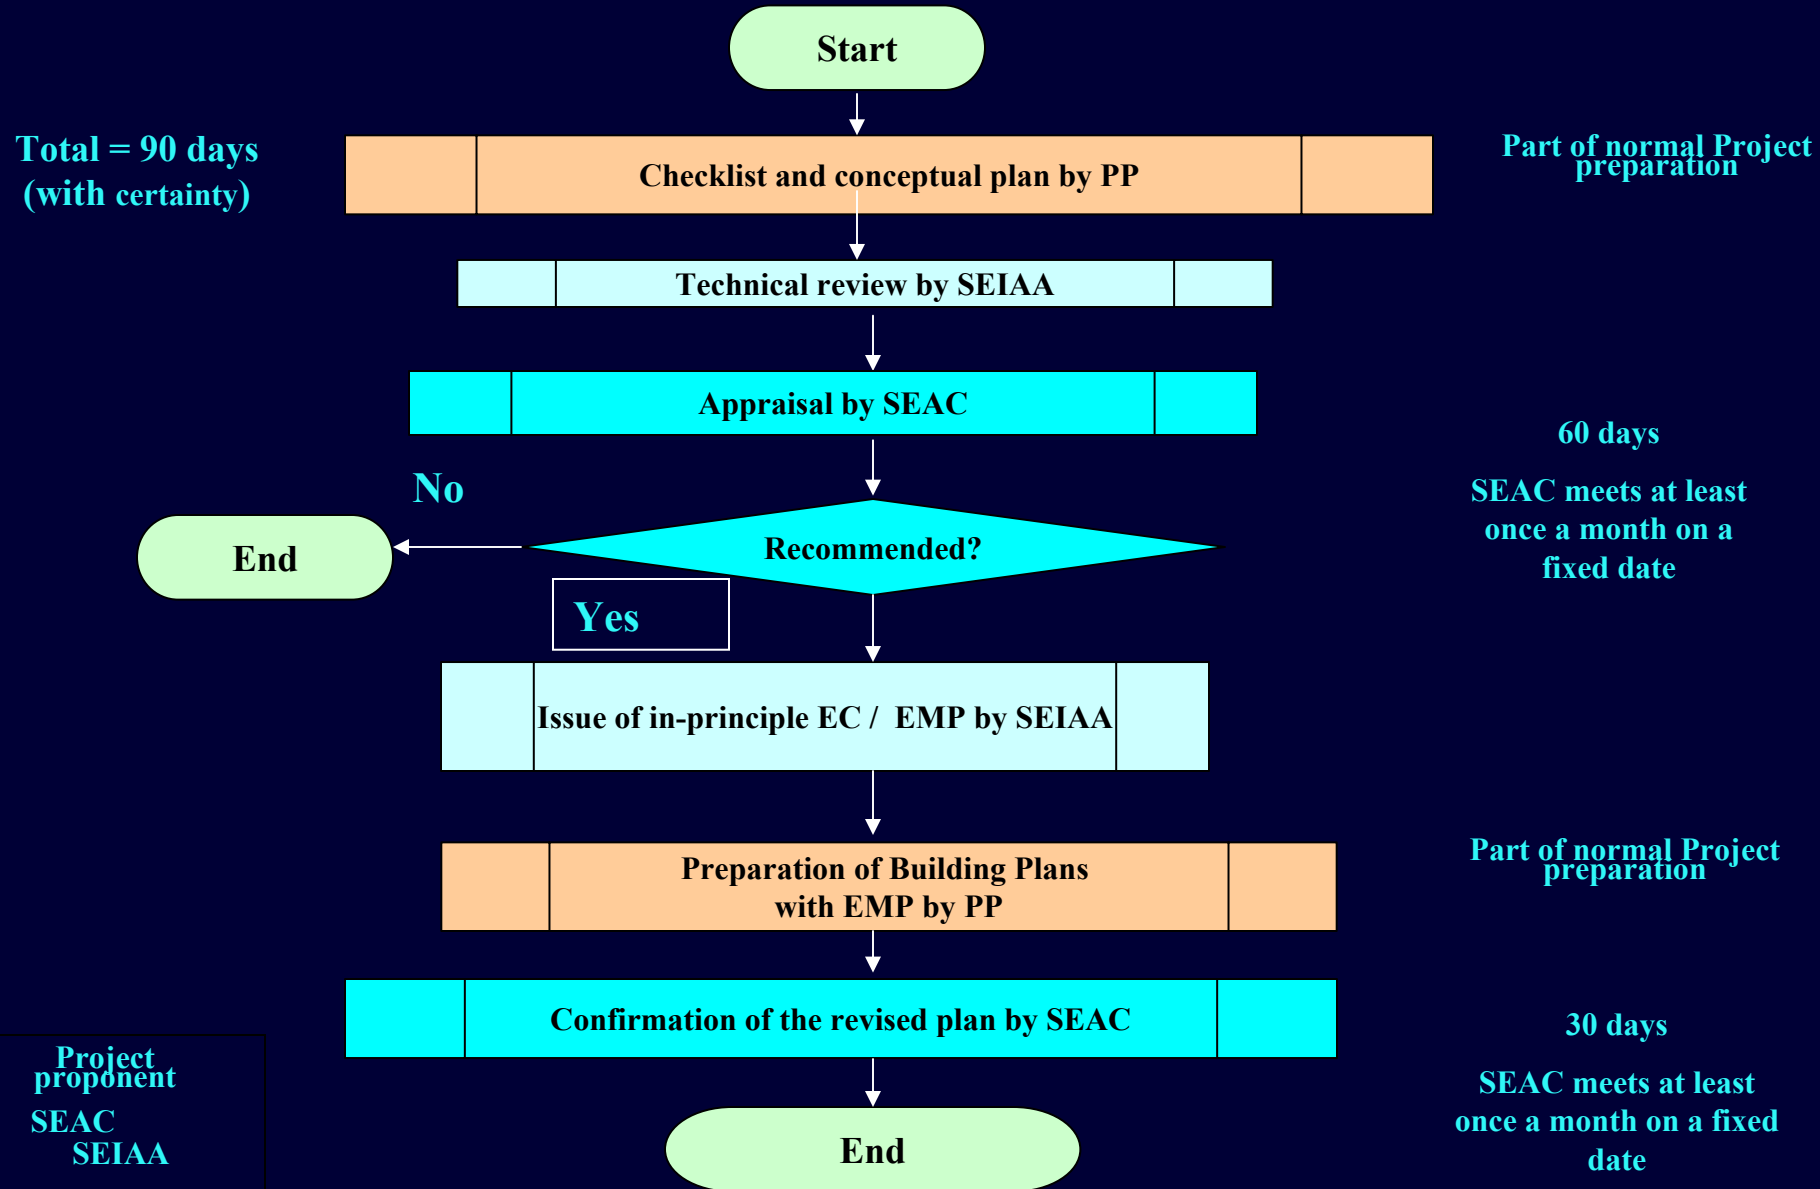 Start
Total = 90 days
(with certainty)
Checklist and conceptual plan by PP
Part of normal Project
preparation
Technical review by SEIAA
Appraisal by SEAC
60 days
SEAC meets at least
once a month on a
fixed date
No
End
Recommended?
Yes
Issue of in-principle EC / EMP by SEIAA
Preparation of Building Plans
with EMP by PP
Part of normal Project
preparation
Confirmation of the revised plan by SEAC
30 days
SEAC meets at least
once a month on a fixed
date
Project
proponent
SEAC
SEIAA
End